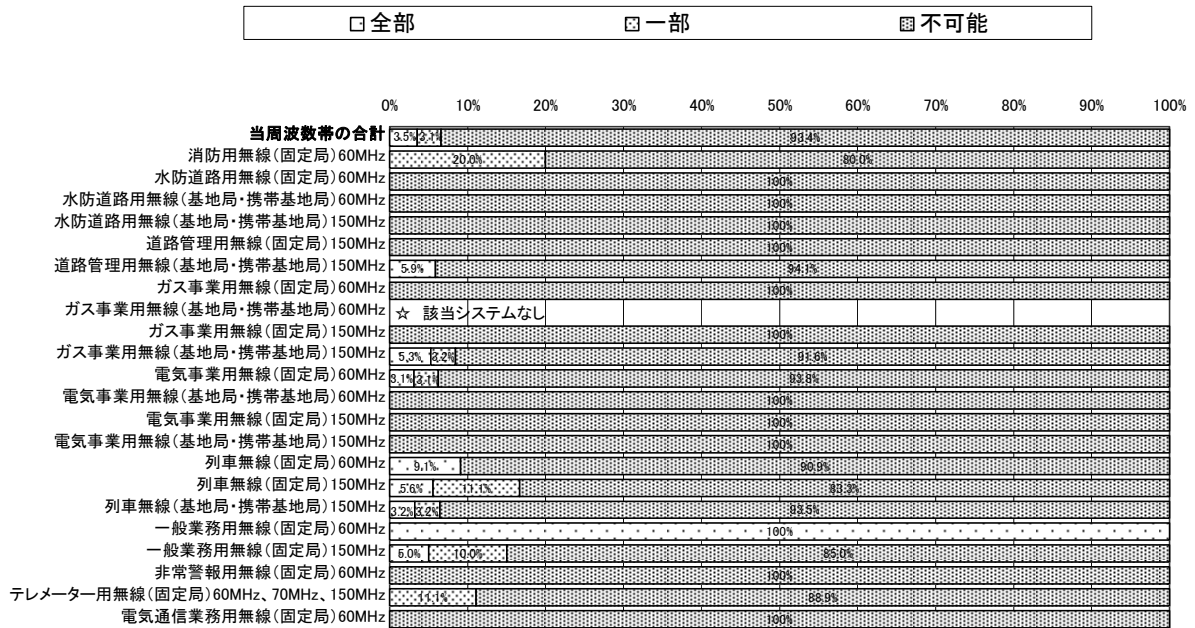 全部 一部 不可能
0% 10% 20% 30% 40% 50% 60% 70% 80% 90% 100%
当周波数帯の合計 3.5% 3.1% 93.4%
消防用無線(固定局)60MHz 20.0% 80.0%
水防道路用無線(固定局)60MHz 100%
水防道路用無線(基地局・携帯基地局)60MHz 100%
水防道路用無線(基地局・携帯基地局)150MHz 100%
道路管理用無線(固定局)150MHz 100%
道路管理用無線(基地局・携帯基地局)150MHz 5.9% 94.1%
ガス事業用無線(固定局)60MHz 100%
ガス事業用無線(基地局・携帯基地局)60MHz ☆ 該当システムなし
ガス事業用無線(固定局)150MHz 100%
ガス事業用無線(基地局・携帯基地局)150MHz 5.3% 3.2% 91.6%
電気事業用無線(固定局)60MHz 3.1% 3.1% 93.8%
電気事業用無線(基地局・携帯基地局)60MHz 100%
電気事業用無線(固定局)150MHz 100%
電気事業用無線(基地局・携帯基地局)150MHz 100%
列車無線(固定局)60MHz 9.1% 90.9%
列車無線(固定局)150MHz 5.6% 11.1% 83.3%
列車無線(基地局・携帯基地局)150MHz 3.2% 3.2% 93.5%
一般業務用無線(固定局)60MHz 100%
一般業務用無線(固定局)150MHz 5.0% 10.0% 85.0%
非常警報用無線(固定局)60MHz 100%
テレメーター用無線(固定局)60MHz、70MHz、150MHz 11.1% 88.9%
電気通信業務用無線(固定局)60MHz 100%